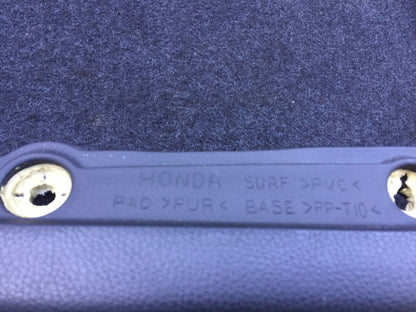 HONDA SURF >PVC<
PAD >PUR< BASE >PP-T10<